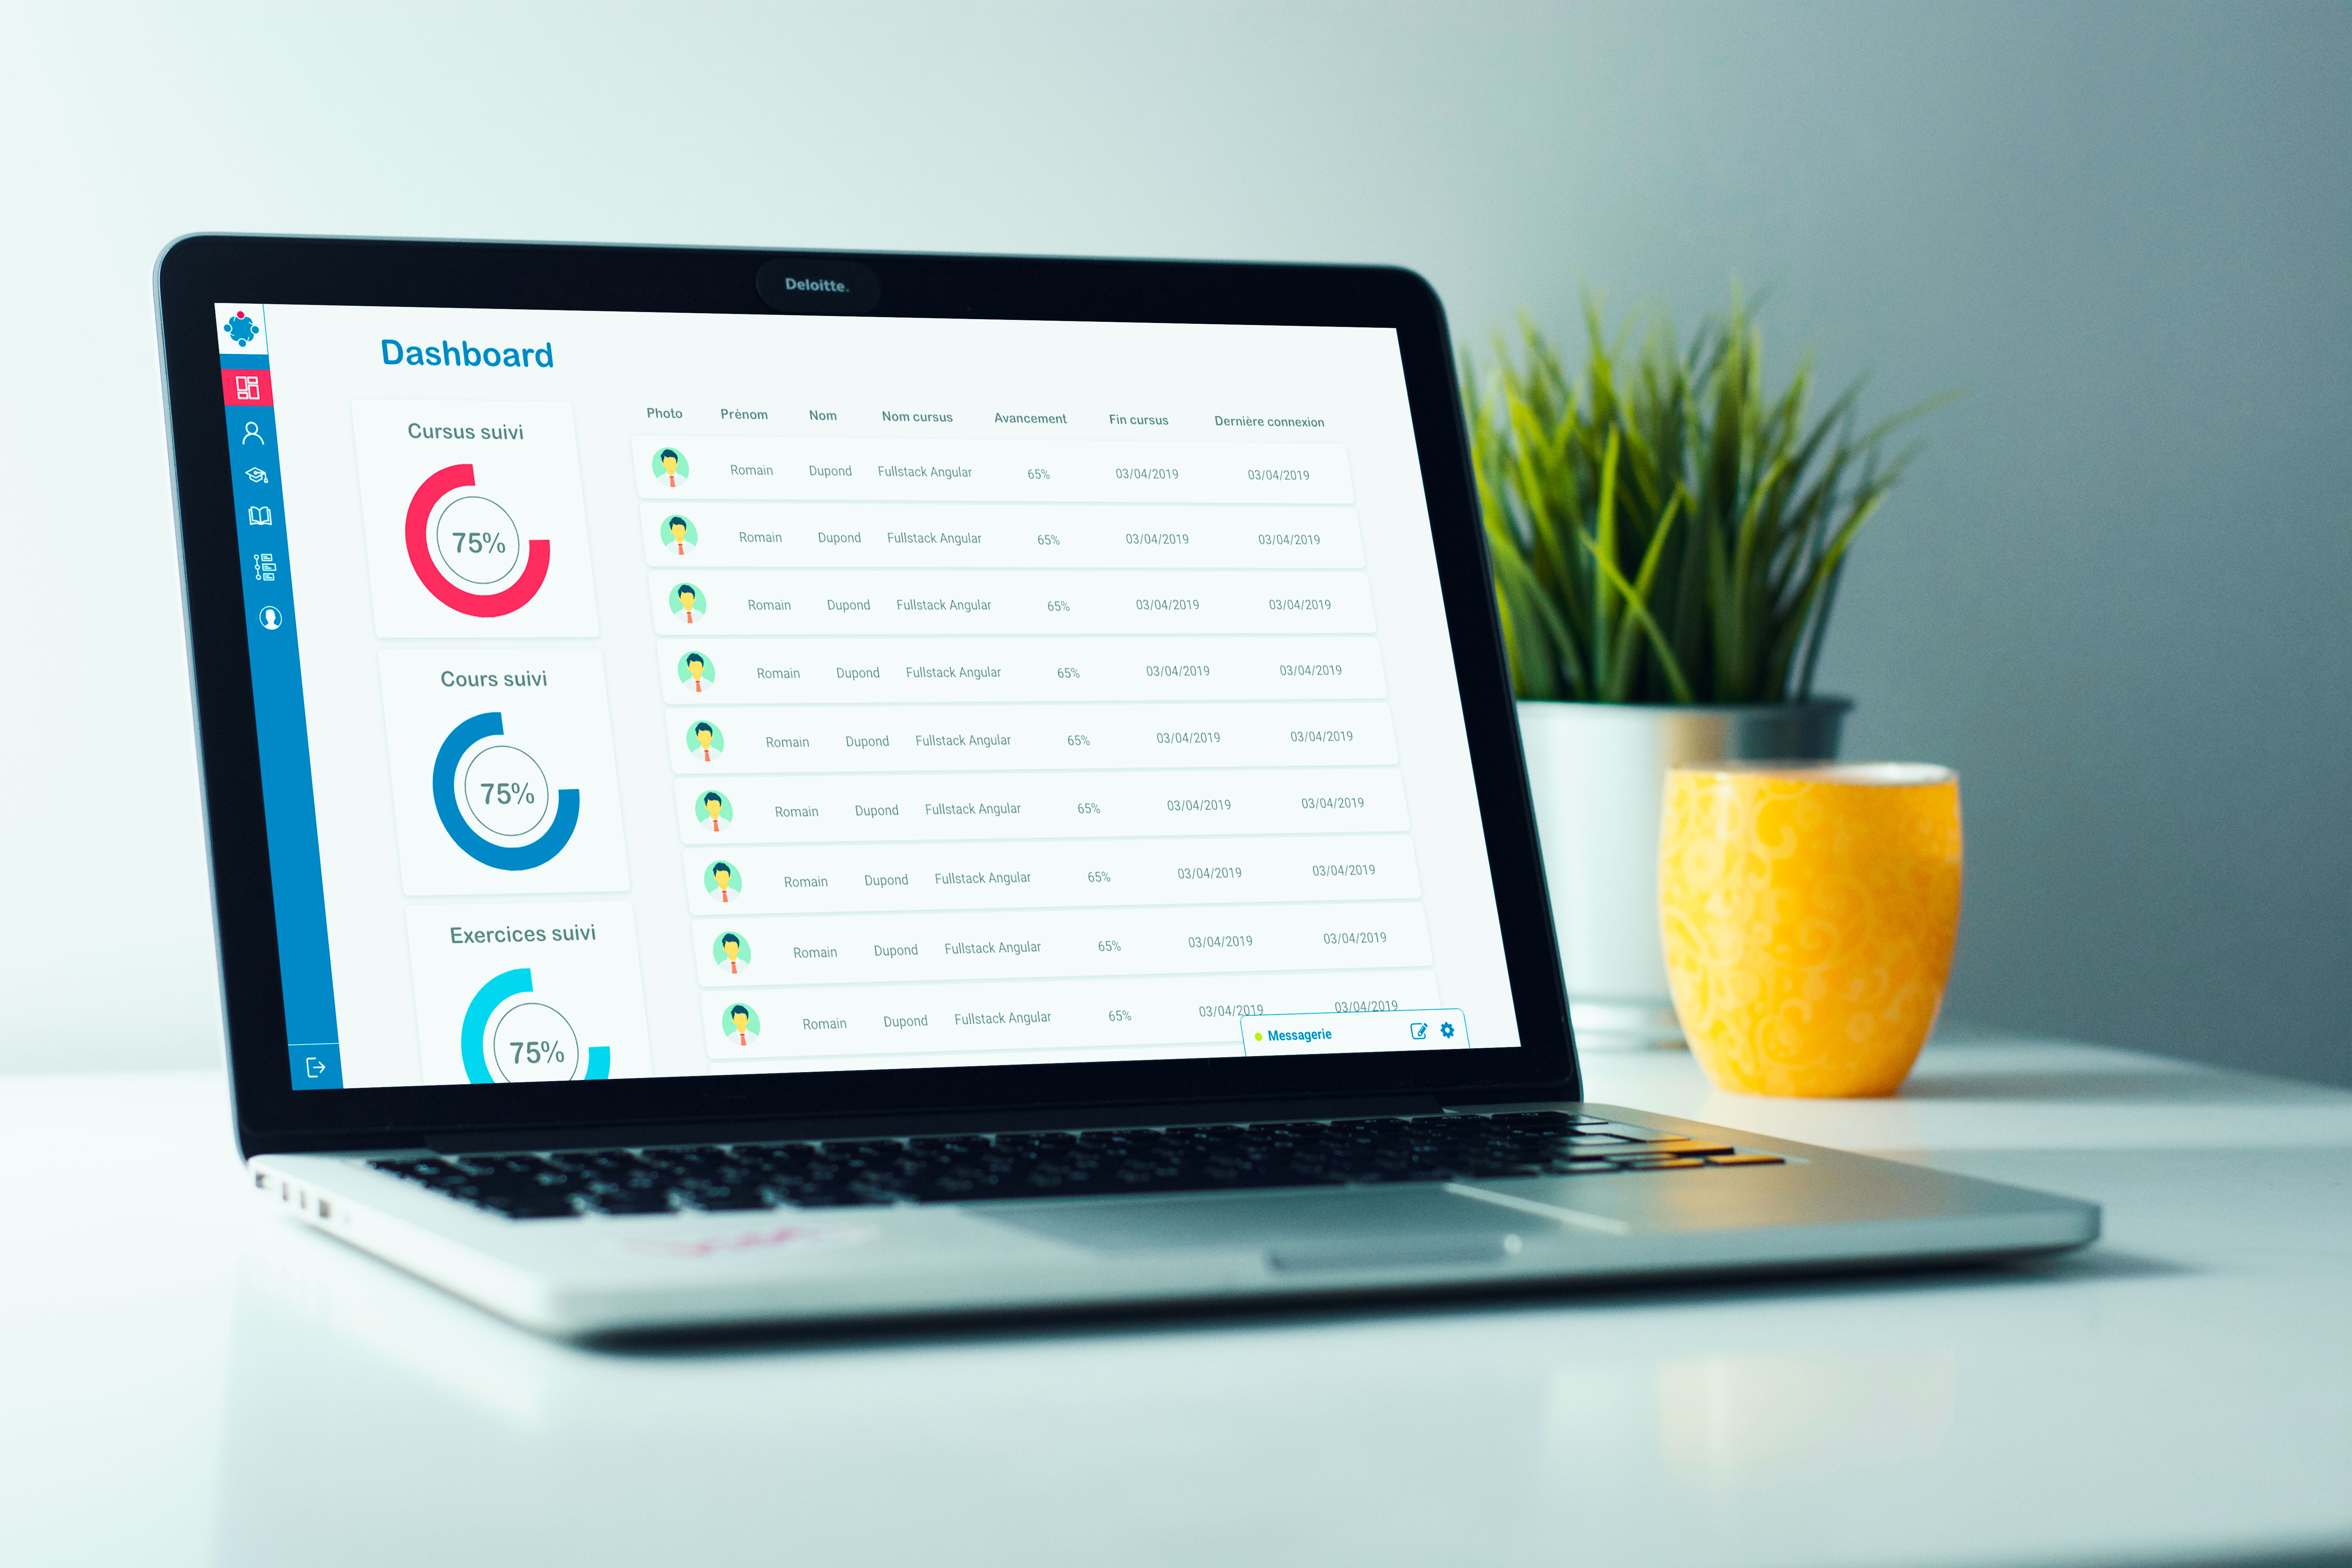 Deloitte.
Dashboard
Cursus suivi
75%
Cours suivi
75%
Exercices suivi
75%
Photo Prénom Nom Nom cursus Avancement Fin cursus Dernière connexion
Romain Dupond Fullstack Angular 65% 03/04/2019 03/04/2019
Romain Dupond Fullstack Angular 65% 03/04/2019 03/04/2019
Romain Dupond Fullstack Angular 65% 03/04/2019 03/04/2019
Romain Dupond Fullstack Angular 65% 03/04/2019 03/04/2019
Romain Dupond Fullstack Angular 65% 03/04/2019 03/04/2019
Romain Dupond Fullstack Angular 65% 03/04/2019 03/04/2019
Romain Dupond Fullstack Angular 65% 03/04/2019 03/04/2019
Romain Dupond Fullstack Angular 65% 03/04/2019 03/04/2019
Romain Dupond Fullstack Angular 65% 03/04/2019 03/04/2019
Messagerie